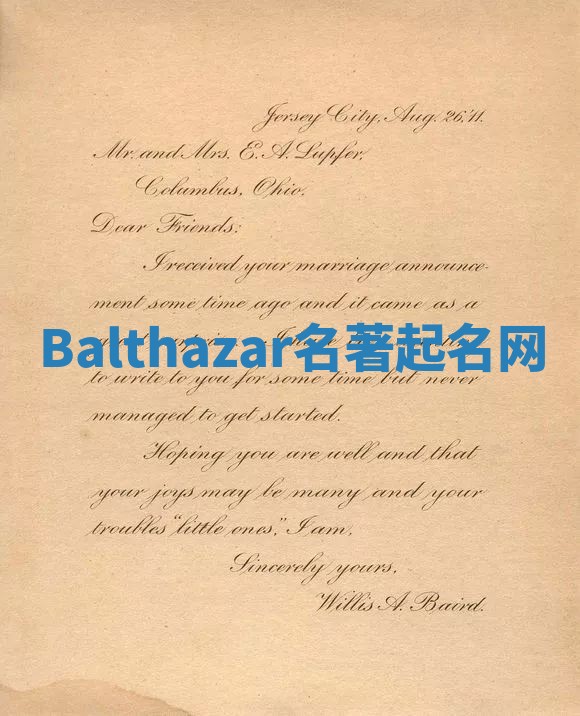 Jersey City, Aug. 26, '11.
Mr. and Mrs. E. A. Lupfer,
Columbus, Ohio.
Dear Friends:
I received your marriage announce-
ment some time ago and it came as a
Balthazar名著起名网
to write to you for some time but never
managed to get started.
Hoping you are well and that
your joys may be many and your
troubles "little ones," I am,
Sincerely yours,
Willis A. Baird.